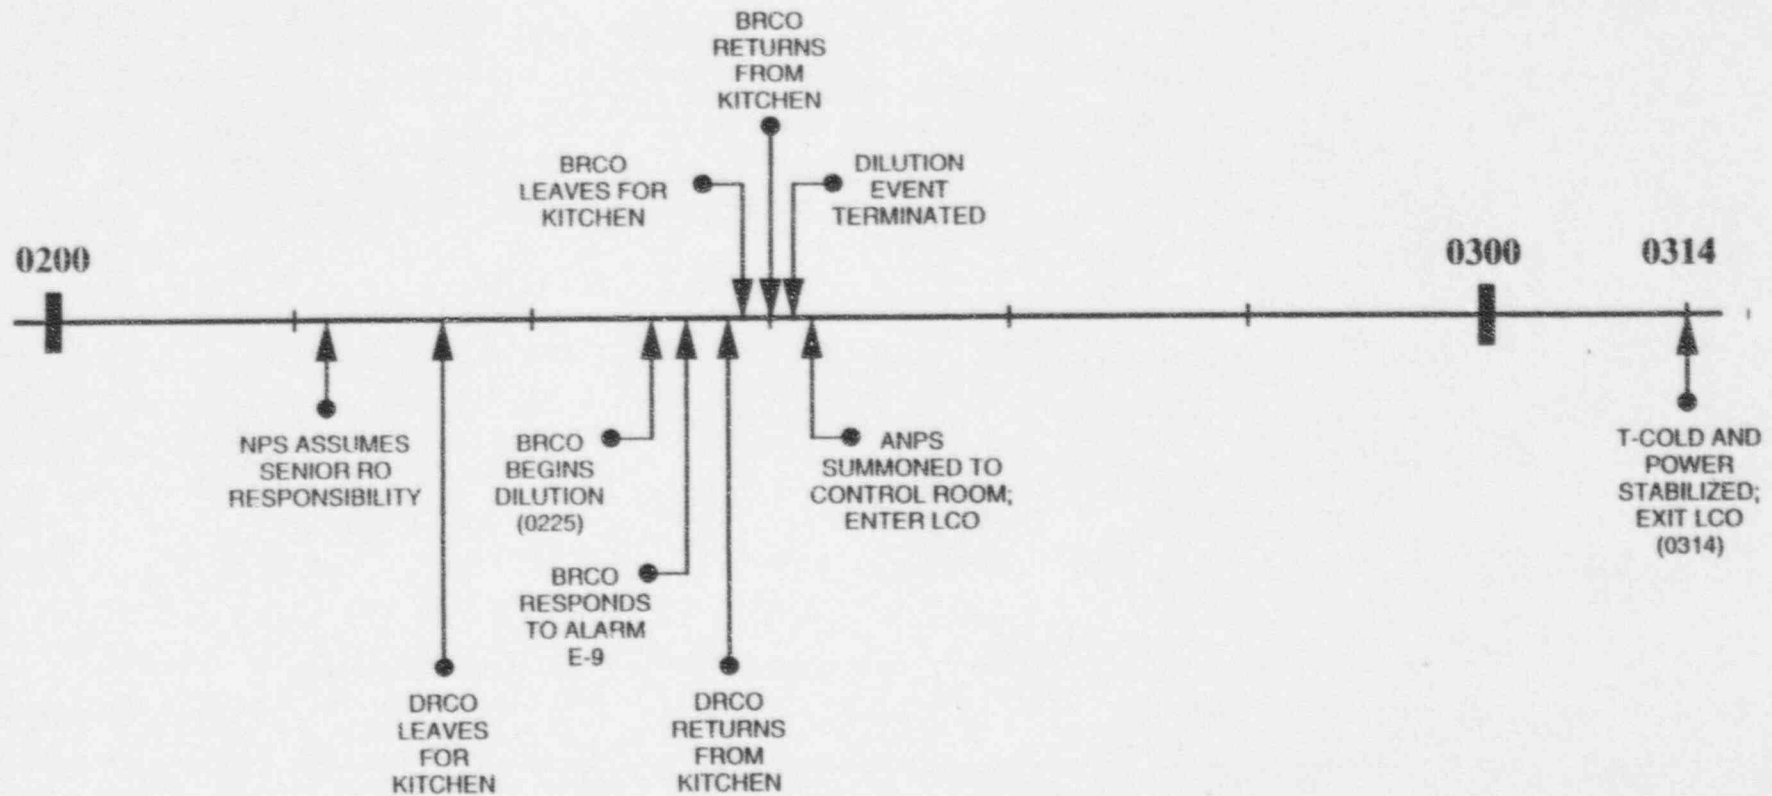 BRCO
RETURNS
FROM
KITCHEN
BRCO
LEAVES FOR
KITCHEN
DILUTION
EVENT
TERMINATED
0200
0300
0314
NPS ASSUMES
SENIOR RO
RESPONSIBILITY
BRCO
BEGINS
DILUTION
(0225)
ANPS
SUMMONED TO
CONTROL ROOM;
ENTER LCO
T-COLD AND
POWER
STABILIZED;
EXIT LCO
(0314)
BRCO
RESPONDS
TO ALARM
E-9
DRCO
LEAVES
FOR
KITCHEN
DRCO
RETURNS
FROM
KITCHEN